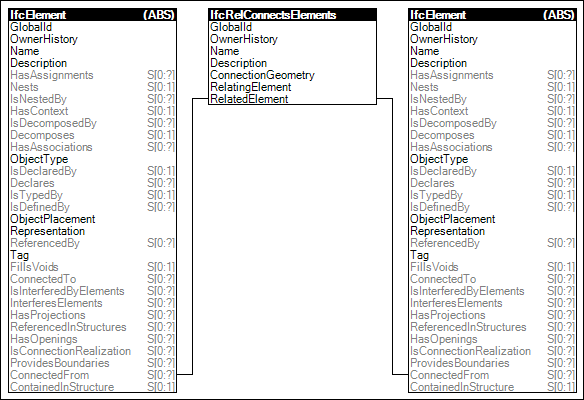 IfcElement (ABS)
GlobalId
OwnerHistory
Name
Description
HasAssignments S[0:?]
Nests S[0:1]
IsNestedBy S[0:?]
HasContext S[0:1]
IsDecomposedBy S[0:?]
Decomposes S[0:1]
HasAssociations S[0:?]
ObjectType
IsDeclaredBy S[0:1]
Declares S[0:?]
IsTypedBy S[0:1]
IsDefinedBy S[0:?]
ObjectPlacement
Representation
ReferencedBy S[0:?]
Tag
FillsVoids S[0:1]
ConnectedTo S[0:?]
IsInterferedByElements S[0:?]
InterferesElements S[0:?]
HasProjections S[0:?]
ReferencedInStructures S[0:?]
HasOpenings S[0:?]
IsConnectionRealization S[0:?]
ProvidesBoundaries S[0:?]
ConnectedFrom S[0:?]
ContainedInStructure S[0:1]
IfcRelConnectsElements
GlobalId
OwnerHistory
Name
Description
ConnectionGeometry
RelatingElement
RelatedElement
IfcElement (ABS)
GlobalId
OwnerHistory
Name
Description
HasAssignments S[0:?]
Nests S[0:1]
IsNestedBy S[0:?]
HasContext S[0:1]
IsDecomposedBy S[0:?]
Decomposes S[0:1]
HasAssociations S[0:?]
ObjectType
IsDeclaredBy S[0:1]
Declares S[0:?]
IsTypedBy S[0:1]
IsDefinedBy S[0:?]
ObjectPlacement
Representation
ReferencedBy S[0:?]
Tag
FillsVoids S[0:1]
ConnectedTo S[0:?]
IsInterferedByElements S[0:?]
InterferesElements S[0:?]
HasProjections S[0:?]
ReferencedInStructures S[0:?]
HasOpenings S[0:?]
IsConnectionRealization S[0:?]
ProvidesBoundaries S[0:?]
ConnectedFrom S[0:?]
ContainedInStructure S[0:1]